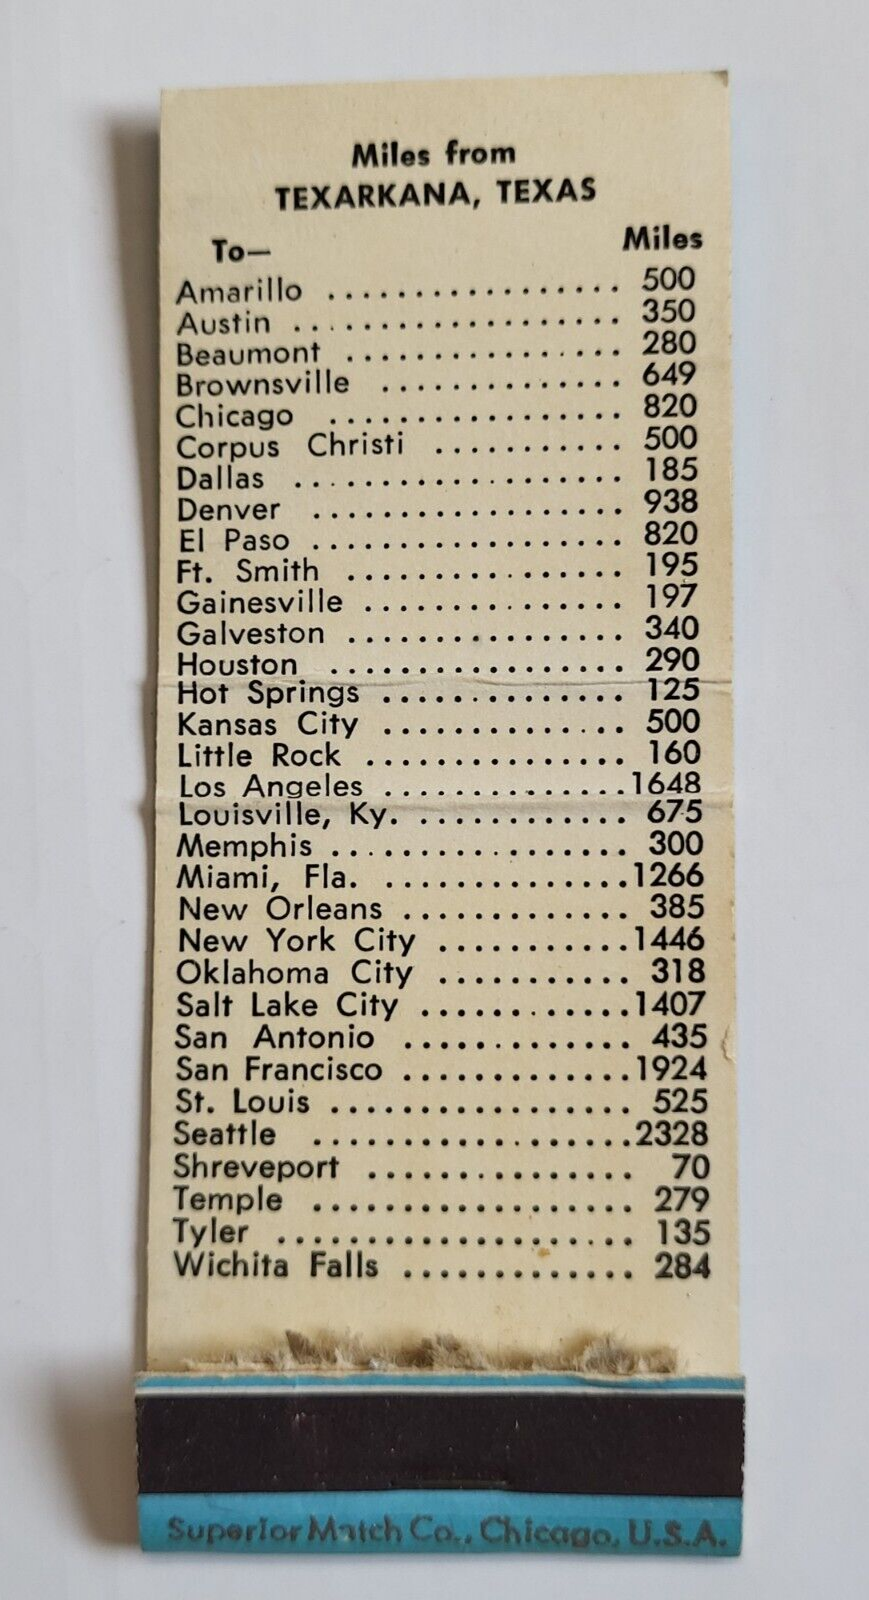 Miles from
TEXARKANA, TEXAS
To— Miles
Amarillo ................. 500
Austin ................... 350
Beaumont ................ 280
Brownsville .............. 649
Chicago ................. 820
Corpus Christi ........... 500
Dallas ................... 185
Denver .................. 938
El Paso .................. 820
Ft. Smith ................ 195
Gainesville ............... 197
Galveston ................ 340
Houston ................. 290
Hot Springs .............. 125
Kansas City .............. 500
Little Rock ............... 160
Los Angeles ..............1648
Louisville, Ky. ............ 675
Memphis ................. 300
Miami, Fla. ..............1266
New Orleans ............. 385
New York City ...........1446
Oklahoma City ........... 318
Salt Lake City ............1407
San Antonio ............. 435
San Francisco .............1924
St. Louis ................. 525
Seattle ..................2328
Shreveport ............... 70
Temple .................. 279
Tyler .................... 135
Wichita Falls ............. 284
Superior Match Co., Chicago, U.S.A.